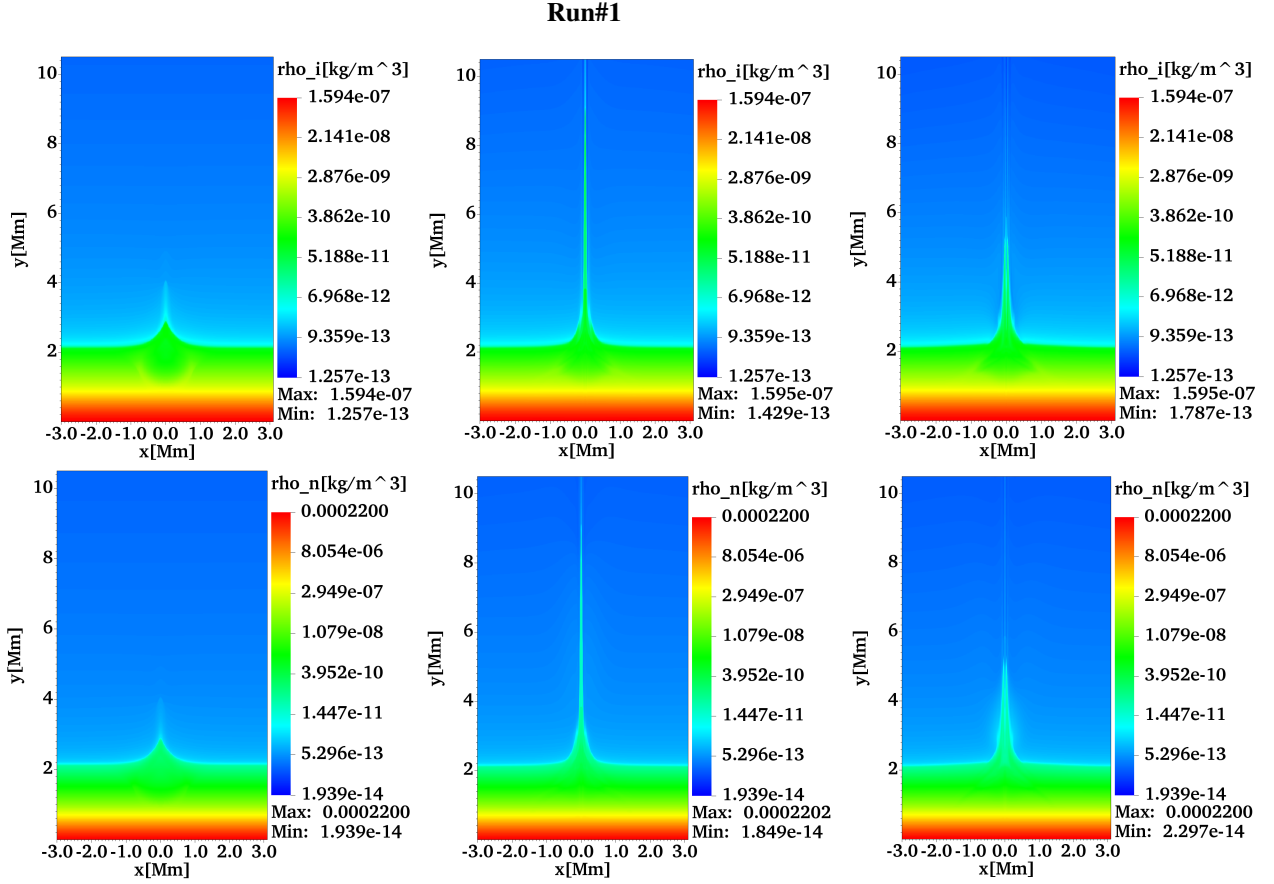 Run#1
rho_i[kg/m^3]
10
8
6
4
2
y[Mm]
1.594e-07
2.141e-08
2.876e-09
3.862e-10
5.188e-11
6.968e-12
9.359e-13
1.257e-13
Max: 1.594e-07
Min: 1.257e-13
-3.0 -2.0 -1.0 0.0 1.0 2.0 3.0
x[Mm]
rho_i[kg/m^3]
10
8
6
4
2
y[Mm]
1.594e-07
2.141e-08
2.876e-09
3.862e-10
5.188e-11
6.968e-12
9.359e-13
1.257e-13
Max: 1.595e-07
Min: 1.429e-13
-3.0 -2.0 -1.0 0.0 1.0 2.0 3.0
x[Mm]
rho_i[kg/m^3]
10
8
6
4
2
y[Mm]
1.594e-07
2.141e-08
2.876e-09
3.862e-10
5.188e-11
6.968e-12
9.359e-13
1.257e-13
Max: 1.595e-07
Min: 1.787e-13
-3.0 -2.0 -1.0 0.0 1.0 2.0 3.0
x[Mm]
rho_n[kg/m^3]
10
8
6
4
2
y[Mm]
0.0002200
8.054e-06
2.949e-07
1.079e-08
3.952e-10
1.447e-11
5.296e-13
1.939e-14
Max: 0.0002200
Min: 1.939e-14
-3.0 -2.0 -1.0 0.0 1.0 2.0 3.0
x[Mm]
rho_n[kg/m^3]
10
8
6
4
2
y[Mm]
0.0002200
8.054e-06
2.949e-07
1.079e-08
3.952e-10
1.447e-11
5.296e-13
1.939e-14
Max: 0.0002202
Min: 1.849e-14
-3.0 -2.0 -1.0 0.0 1.0 2.0 3.0
x[Mm]
rho_n[kg/m^3]
10
8
6
4
2
y[Mm]
0.0002200
8.054e-06
2.949e-07
1.079e-08
3.952e-10
1.447e-11
5.296e-13
1.939e-14
Max: 0.0002200
Min: 2.297e-14
-3.0 -2.0 -1.0 0.0 1.0 2.0 3.0
x[Mm]